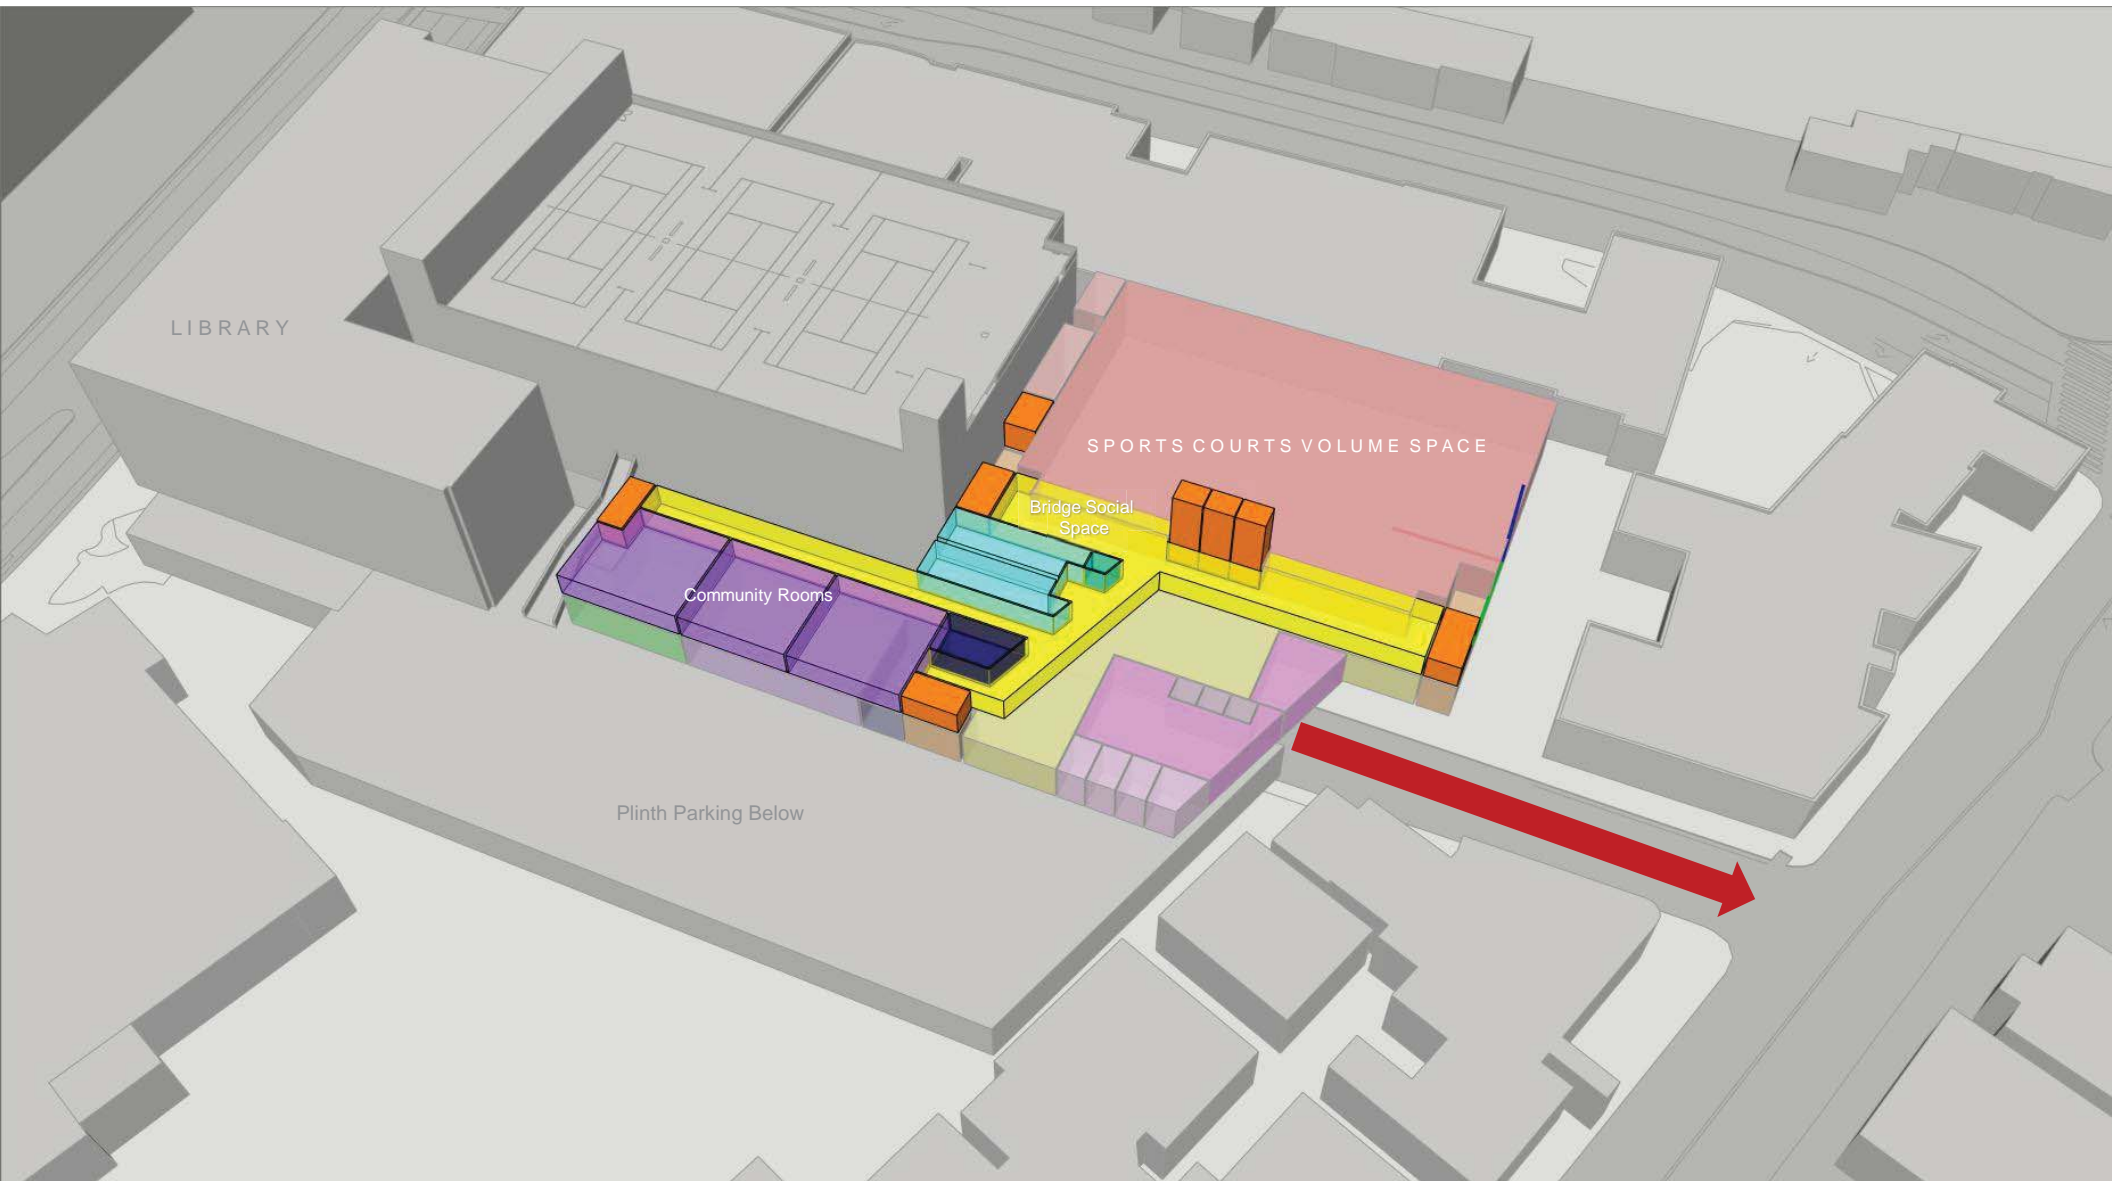 LIBRARY
SPORTS COURTS VOLUME SPACE
Bridge Social
Space
Community Rooms
Plinth Parking Below